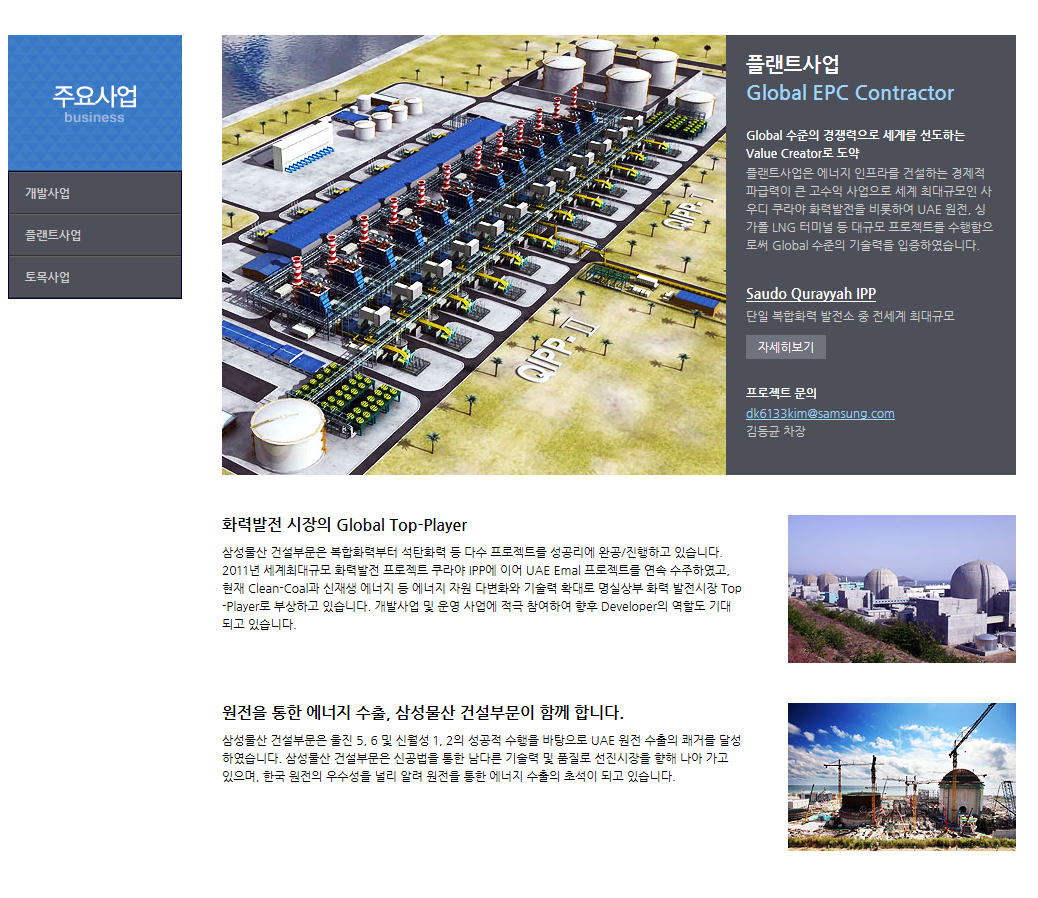 주요사업
business
개발사업
플랜트사업
토목사업
QIPP-I
QIPP-II
플랜트사업
Global EPC Contractor
Global 수준의 경쟁력으로 세계를 선도하는
Value Creator로 도약
플랜트사업은 에너지 인프라를 건설하는 경제적
파급력이 큰 고수익 사업으로 세계 최대규모인 사
우디 쿠라야 화력발전을 비롯하여 UAE 원전, 싱
가폴 LNG 터미널 등 대규모 프로젝트를 수행함으
로써 Global 수준의 기술력을 입증하였습니다.
Saudo Qurayyah IPP
단일 복합화력 발전소 중 전세계 최대규모
자세히보기
프로젝트 문의
dk6133kim@samsung.com
김동균 차장
화력발전 시장의 Global Top-Player
삼성물산 건설부문은 복합화력부터 석탄화력 등 다수 프로젝트를 성공리에 완공/진행하고 있습니다.
2011년 세계최대규모 화력발전 프로젝트 쿠라야 IPP에 이어 UAE Emal 프로젝트를 연속 수주하였고,
현재 Clean-Coal과 신재생 에너지 등 에너지 자원 다변화와 기술력 확대로 명실상부 화력 발전시장 Top
-Player로 부상하고 있습니다. 개발사업 및 운영 사업에 적극 참여하여 향후 Developer의 역할도 기대
되고 있습니다.
원전을 통한 에너지 수출, 삼성물산 건설부문이 함께 합니다.
삼성물산 건설부문은 울진 5, 6 및 신월성 1, 2의 성공적 수행을 바탕으로 UAE 원전 수출의 쾌거를 달성
하였습니다. 삼성물산 건설부문은 신공법을 통한 남다른 기술력 및 품질로 선진시장을 향해 나아 가고
있으며, 한국 원전의 우수성을 널리 알려 원전을 통한 에너지 수출의 초석이 되고 있습니다.